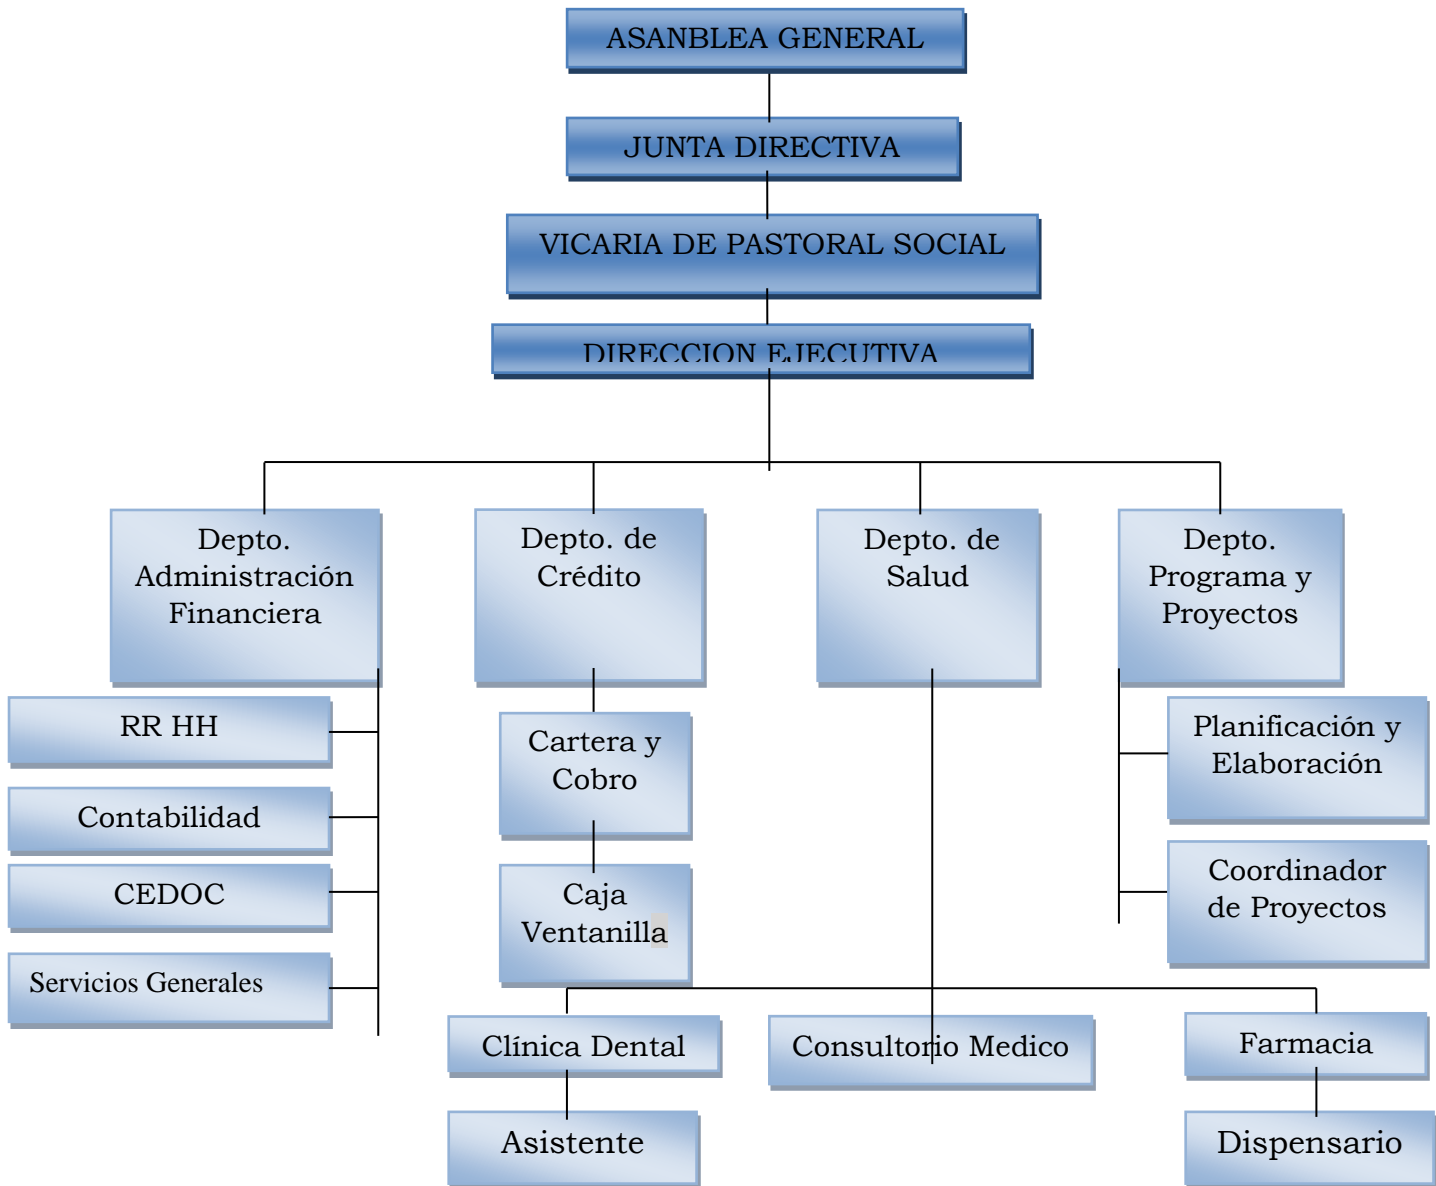 ASANBLEA GENERAL
JUNTA DIRECTIVA
VICARIA DE PASTORAL SOCIAL
DIRECCION EJECUTIVA
Depto.
Administración
Financiera
Depto. de
Crédito
Depto. de
Salud
Depto.
Programa y
Proyectos
RR HH
Contabilidad
CEDOC
Servicios Generales
Cartera y
Cobro
Caja
Ventanilla
Planificación y
Elaboración
Coordinador
de Proyectos
Clínica Dental
Consultorio Medico
Farmacia
Asistente
Dispensario